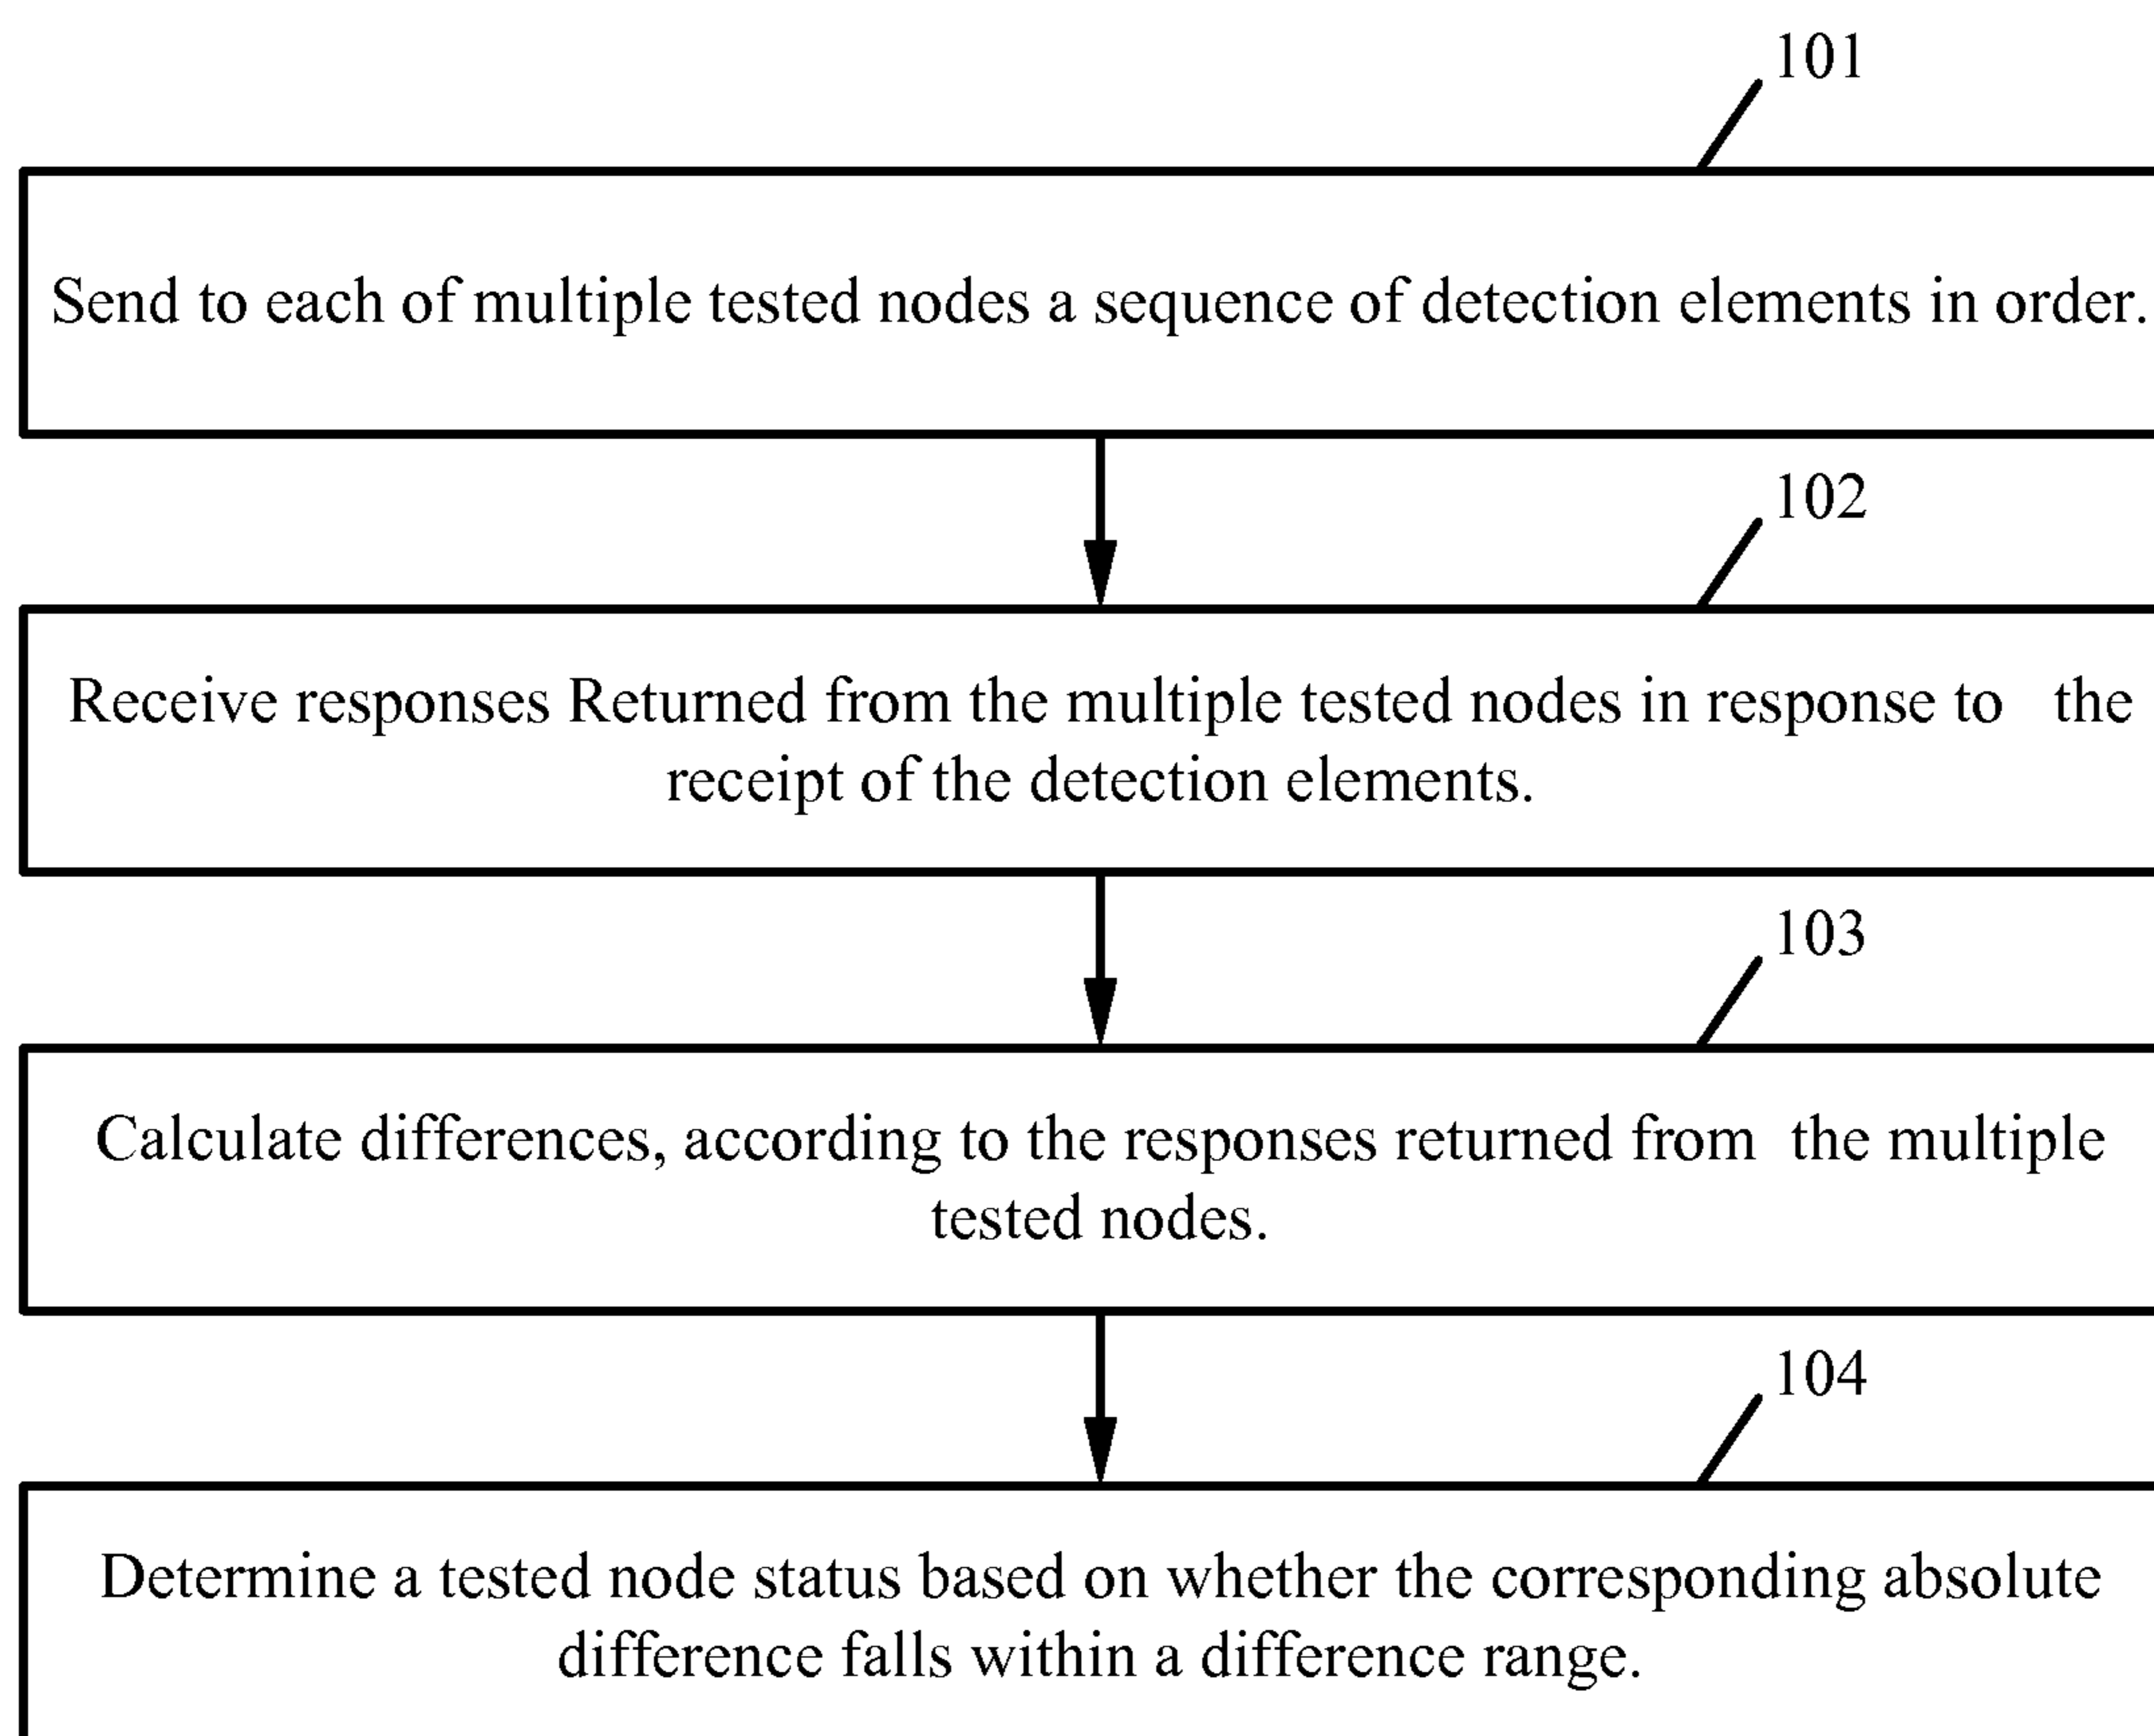 101
Send to each of multiple tested nodes a sequence of detection elements in order.
102
Receive responses Returned from the multiple tested nodes in response to the
receipt of the detection elements.
103
Calculate differences, according to the responses returned from the multiple
tested nodes.
104
Determine a tested node status based on whether the corresponding absolute
difference falls within a difference range.